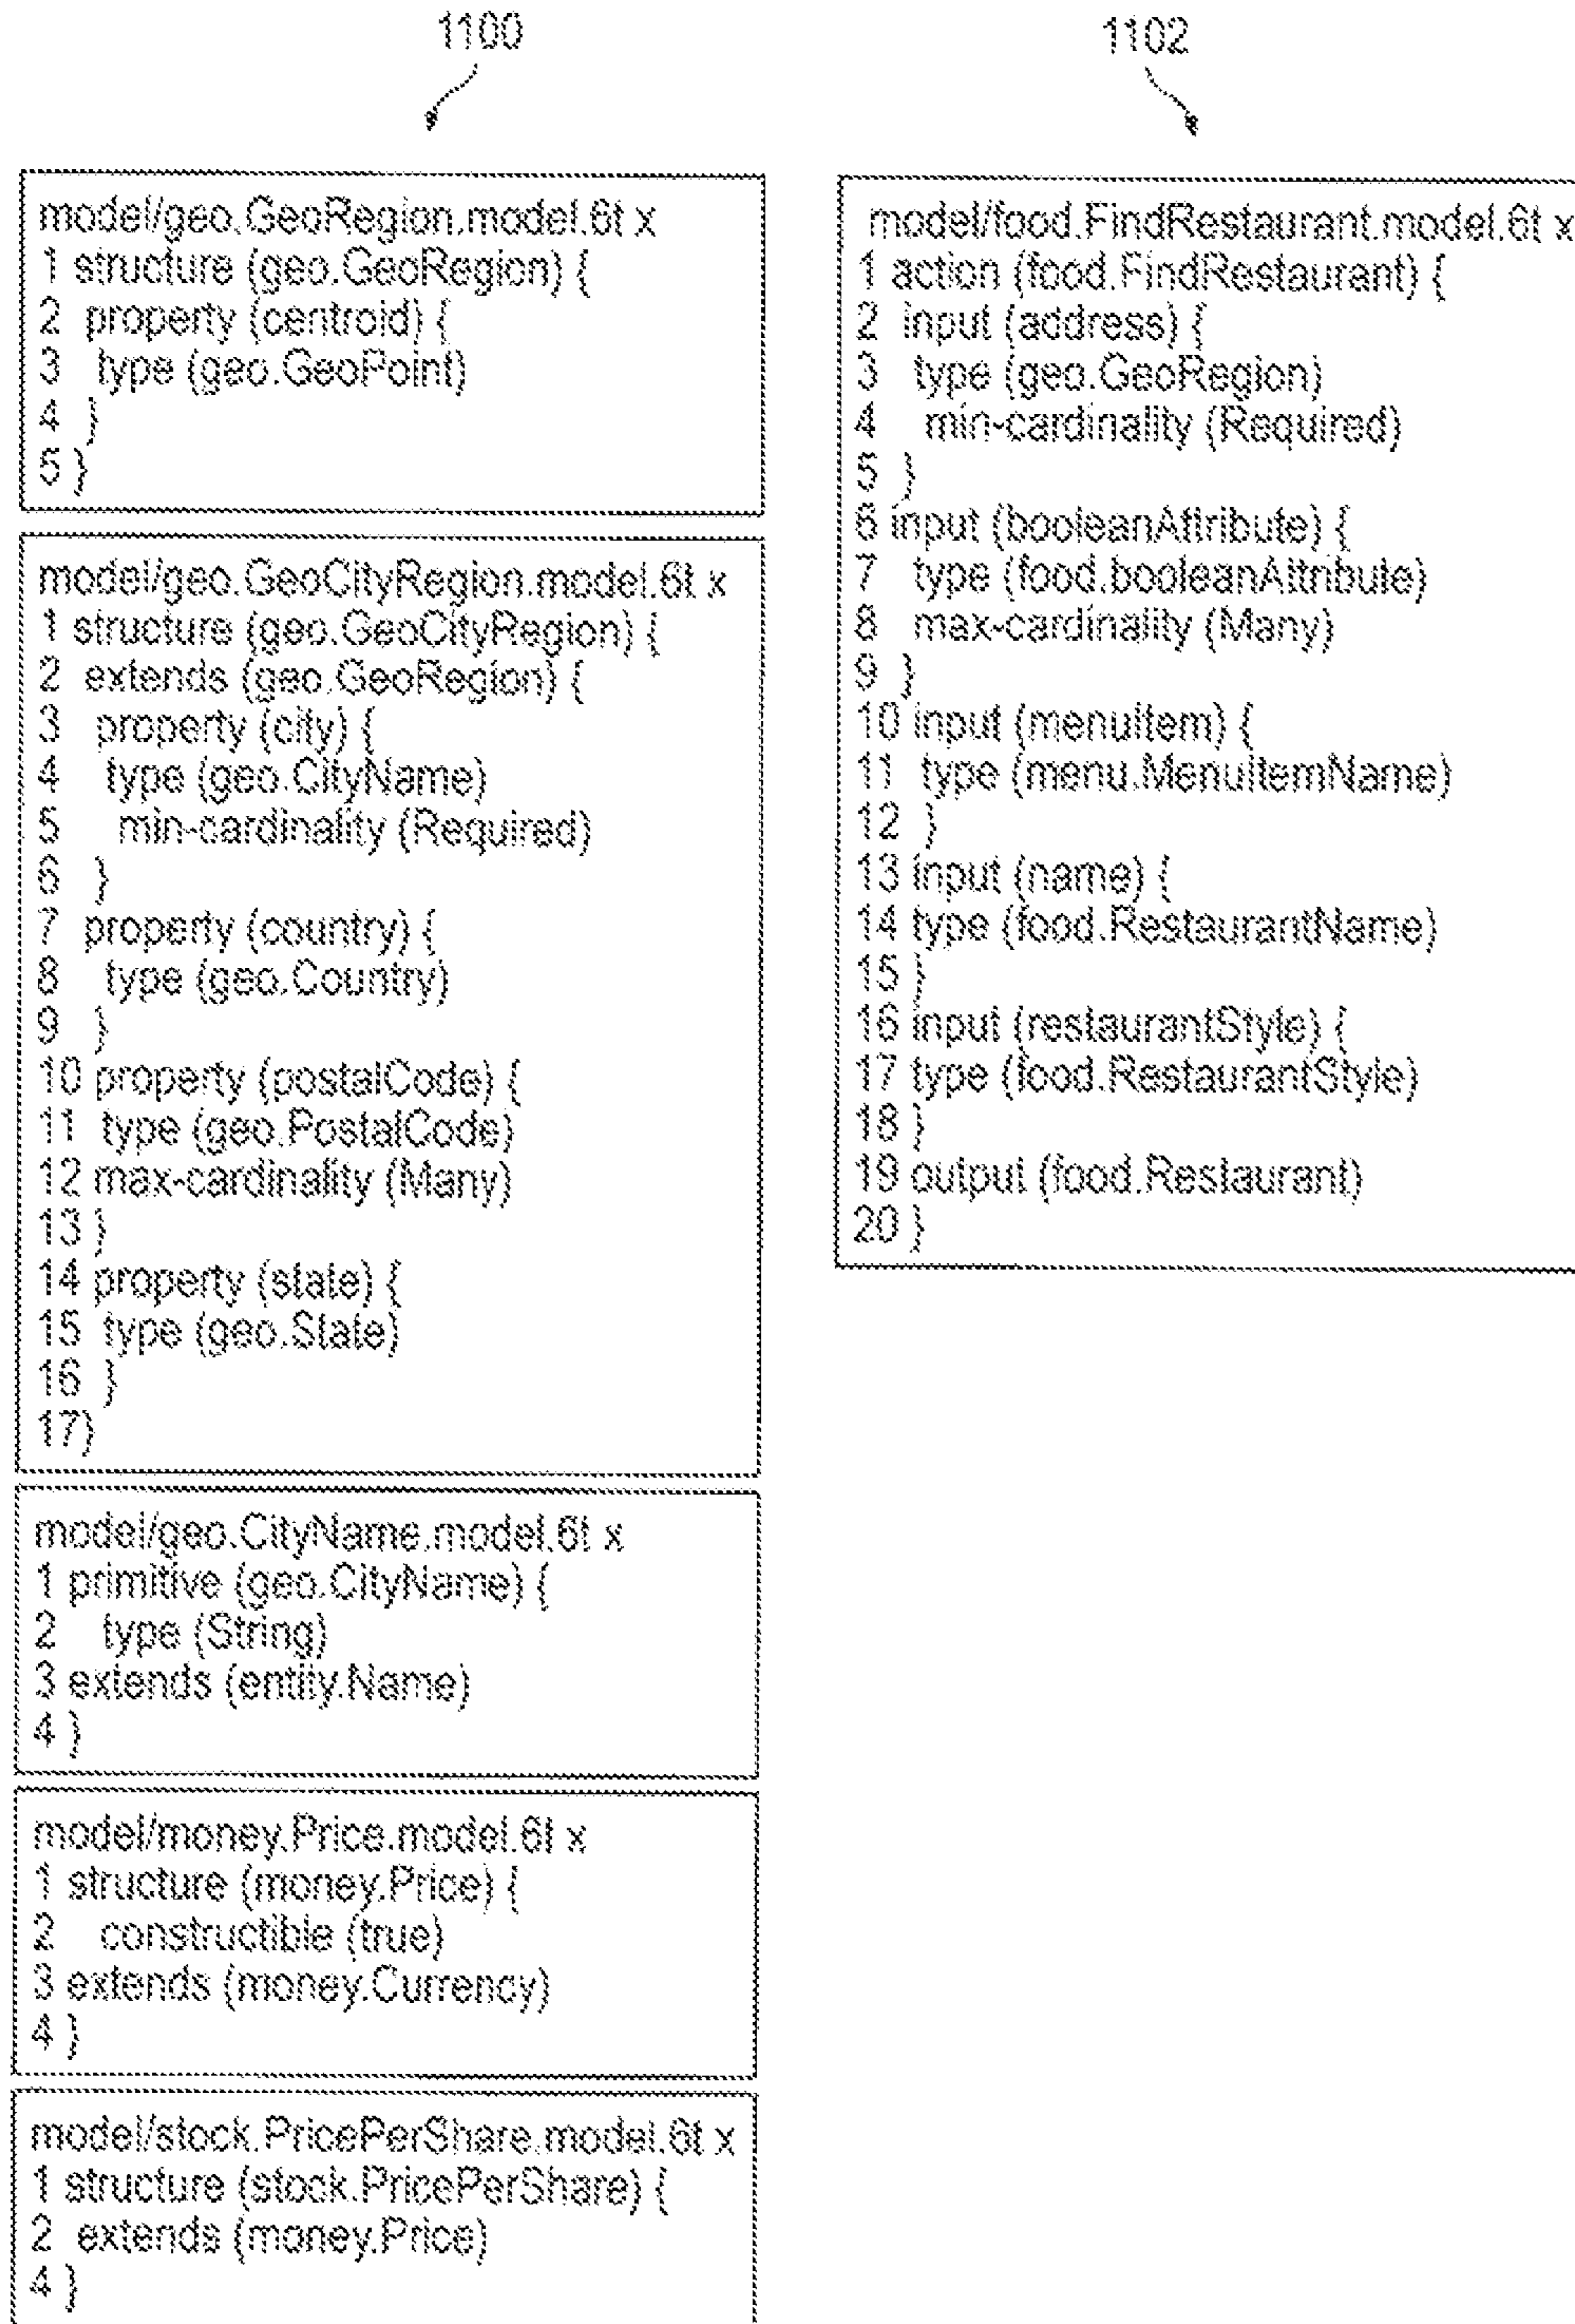 1100
model/geo.GeoRegion.model.6t x
1 structure (geo.GeoRegion) {
2 property (centroid) {
3 type (geo.GeoPoint)
4 }
5 }
model/geo.GeoCityRegion.model.6t x
1 structure (geo.GeoCityRegion) {
2 extends (geo.GeoRegion) {
3 property (city) {
4 type (geo.CityName)
5 min-cardinality (Required)
6 }
7 property (country) {
8 type (geo.Country)
9 }
10 property (postalCode) {
11 type (geo.PostalCode)
12 max-cardinality (Many)
13 }
14 property (state) {
15 type (geo.State)
16 }
17}
model/geo.CityName.model.6t x
1 primitive (geo.CityName) {
2 type (String)
3 extends (entity.Name)
4 }
model/money.Price.model.6t x
1 structure (money.Price) {
2 constructible (true)
3 extends (money.Currency)
4 }
model/stock.PricePerShare.model.6t x
1 structure (stock.PricePerShare) {
2 extends (money.Price)
4 }
1102
model/food.FindRestaurant.model.6t x
1 action (food.FindRestaurant) {
2 input (address) {
3 type (geo.GeoRegion)
4 min-cardinality (Required)
5 }
6 input (booleanAttribute) {
7 type (food.booleanAttribute)
8 max-cardinality (Many)
9 }
10 input (menuItem) {
11 type (menu.MenuItemName)
12 }
13 input (name) {
14 type (food.RestaurantName)
15 }
16 input (restaurantStyle) {
17 type (food.RestaurantStyle)
18 }
19 output (food.Restaurant)
20 }